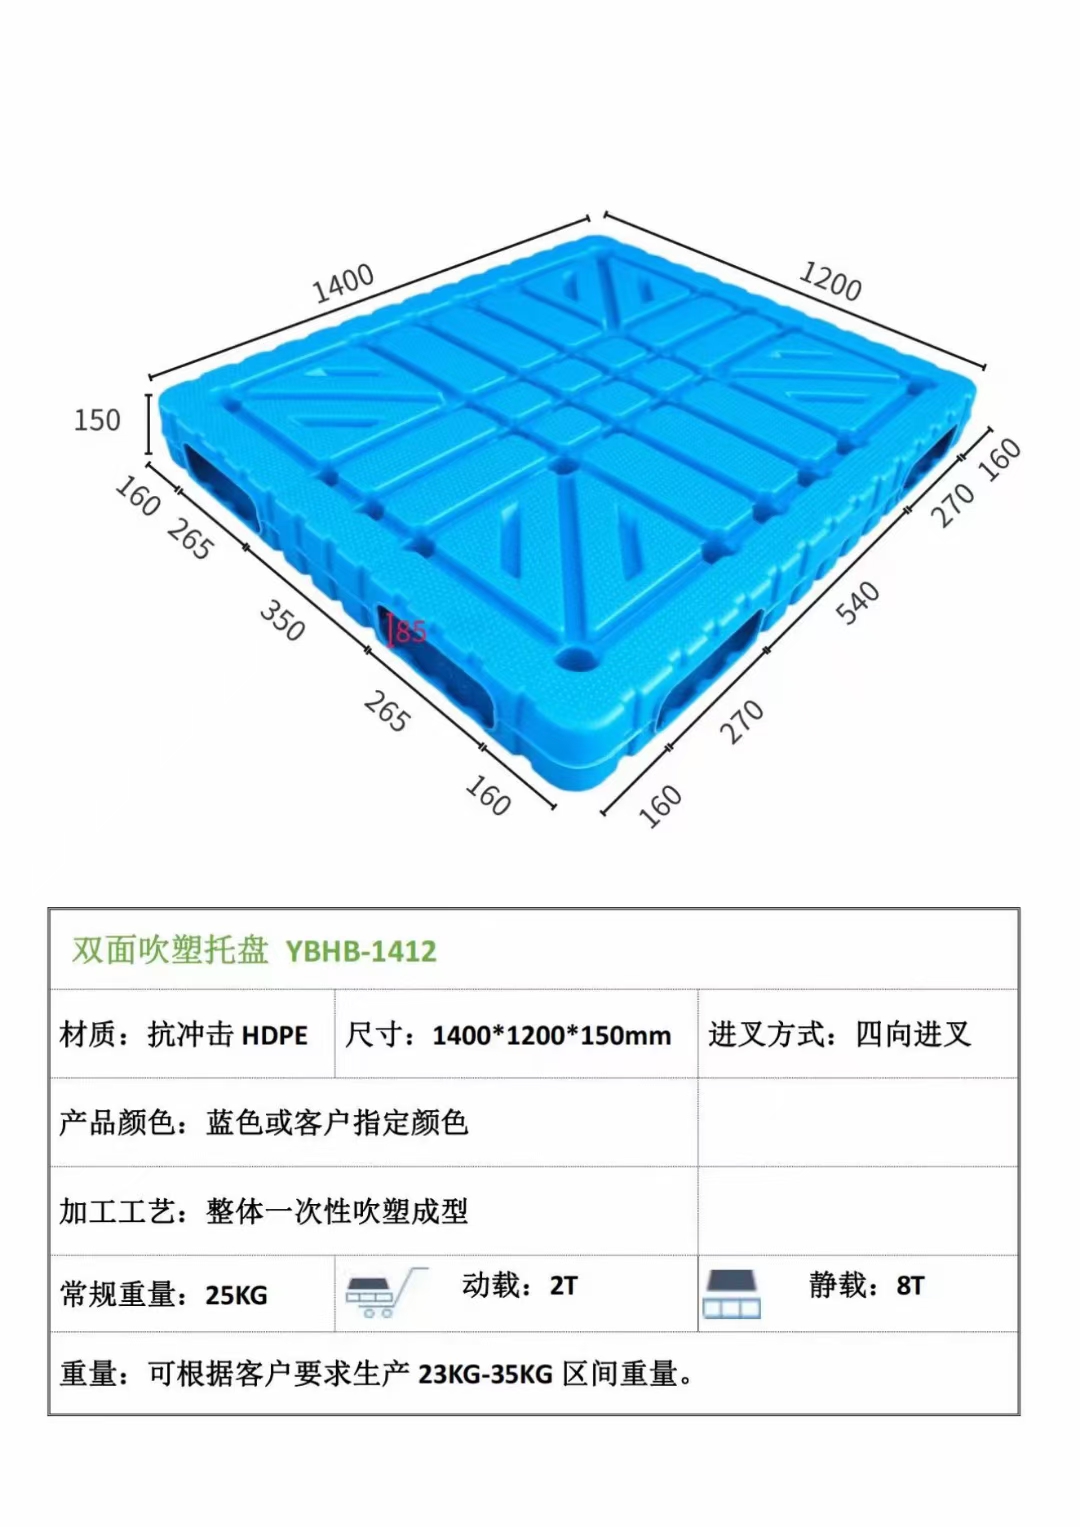 1400
1200
150
160
265
350
265
160
160
270
540
270
160
85
双面吹塑托盘 YBHB-1412
材质：抗冲击 HDPE
尺寸：1400*1200*150mm
进叉方式：四向进叉
产品颜色：蓝色或客户指定颜色
加工工艺：整体一次性吹塑成型
常规重量：25KG
动载：2T
静载：8T
重量：可根据客户要求生产 23KG-35KG 区间重量。